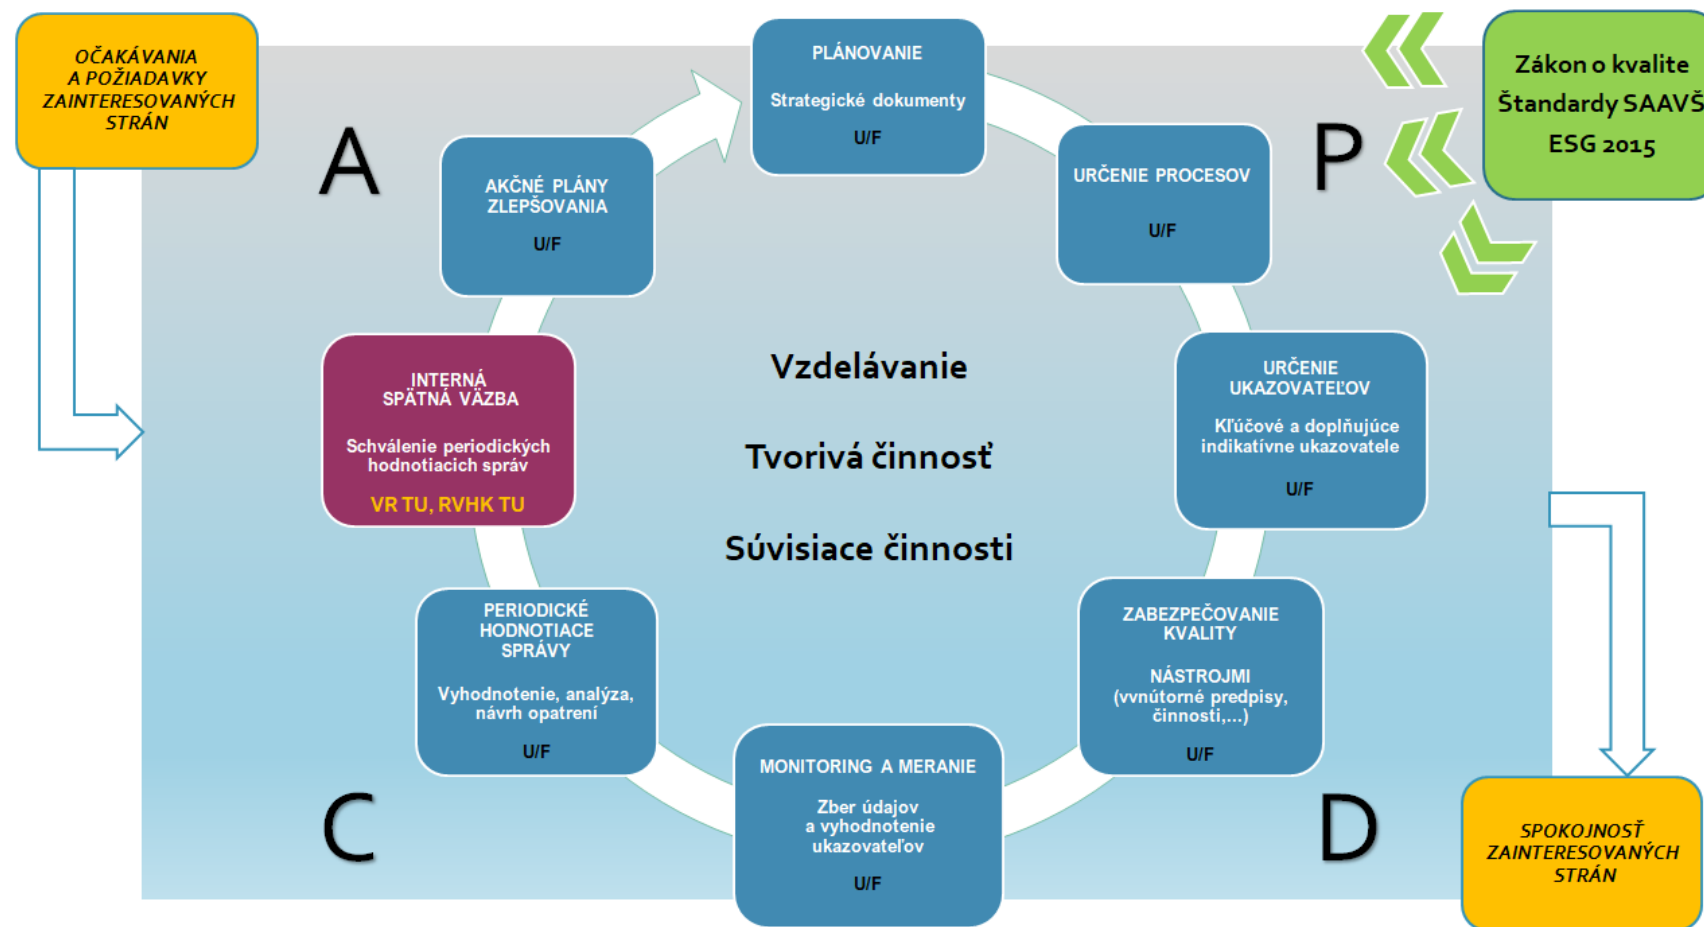 OČAKÁVANIA
A POŽIADAVKY
ZAINTERESOVANÝCH
STRÁN
A
PLÁNOVANIE
Strategické dokumenty
U/F
P
Zákon o kvalite
Štandardy SAAVŠ
ESG 2015
AKČNÉ PLÁNY
ZLEPŠOVANIA
U/F
URČENIE PROCESOV
U/F
INTERNÁ
SPÄTNÁ VÄZBA
Schválenie periodických
hodnotiacich správ
VR TU, RVHK TU
Vzdelávanie
Tvorivá činnosť
Súvisiace činnosti
URČENIE
UKAZOVATEĽOV
Kľúčové a doplňujúce
indikatívne ukazovatele
U/F
PERIODICKÉ
HODNOTIACE
SPRÁVY
Vyhodnotenie, analýza,
návrh opatrení
U/F
ZABEZPEČOVANIE
KVALITY
NÁSTROJMI
(vvnútorné predpisy,
činnosti,...)
U/F
C
MONITORING A MERANIE
Zber údajov
a vyhodnotenie
ukazovateľov
U/F
D
SPOKOJNOSŤ
ZAINTERESOVANÝCH
STRÁN